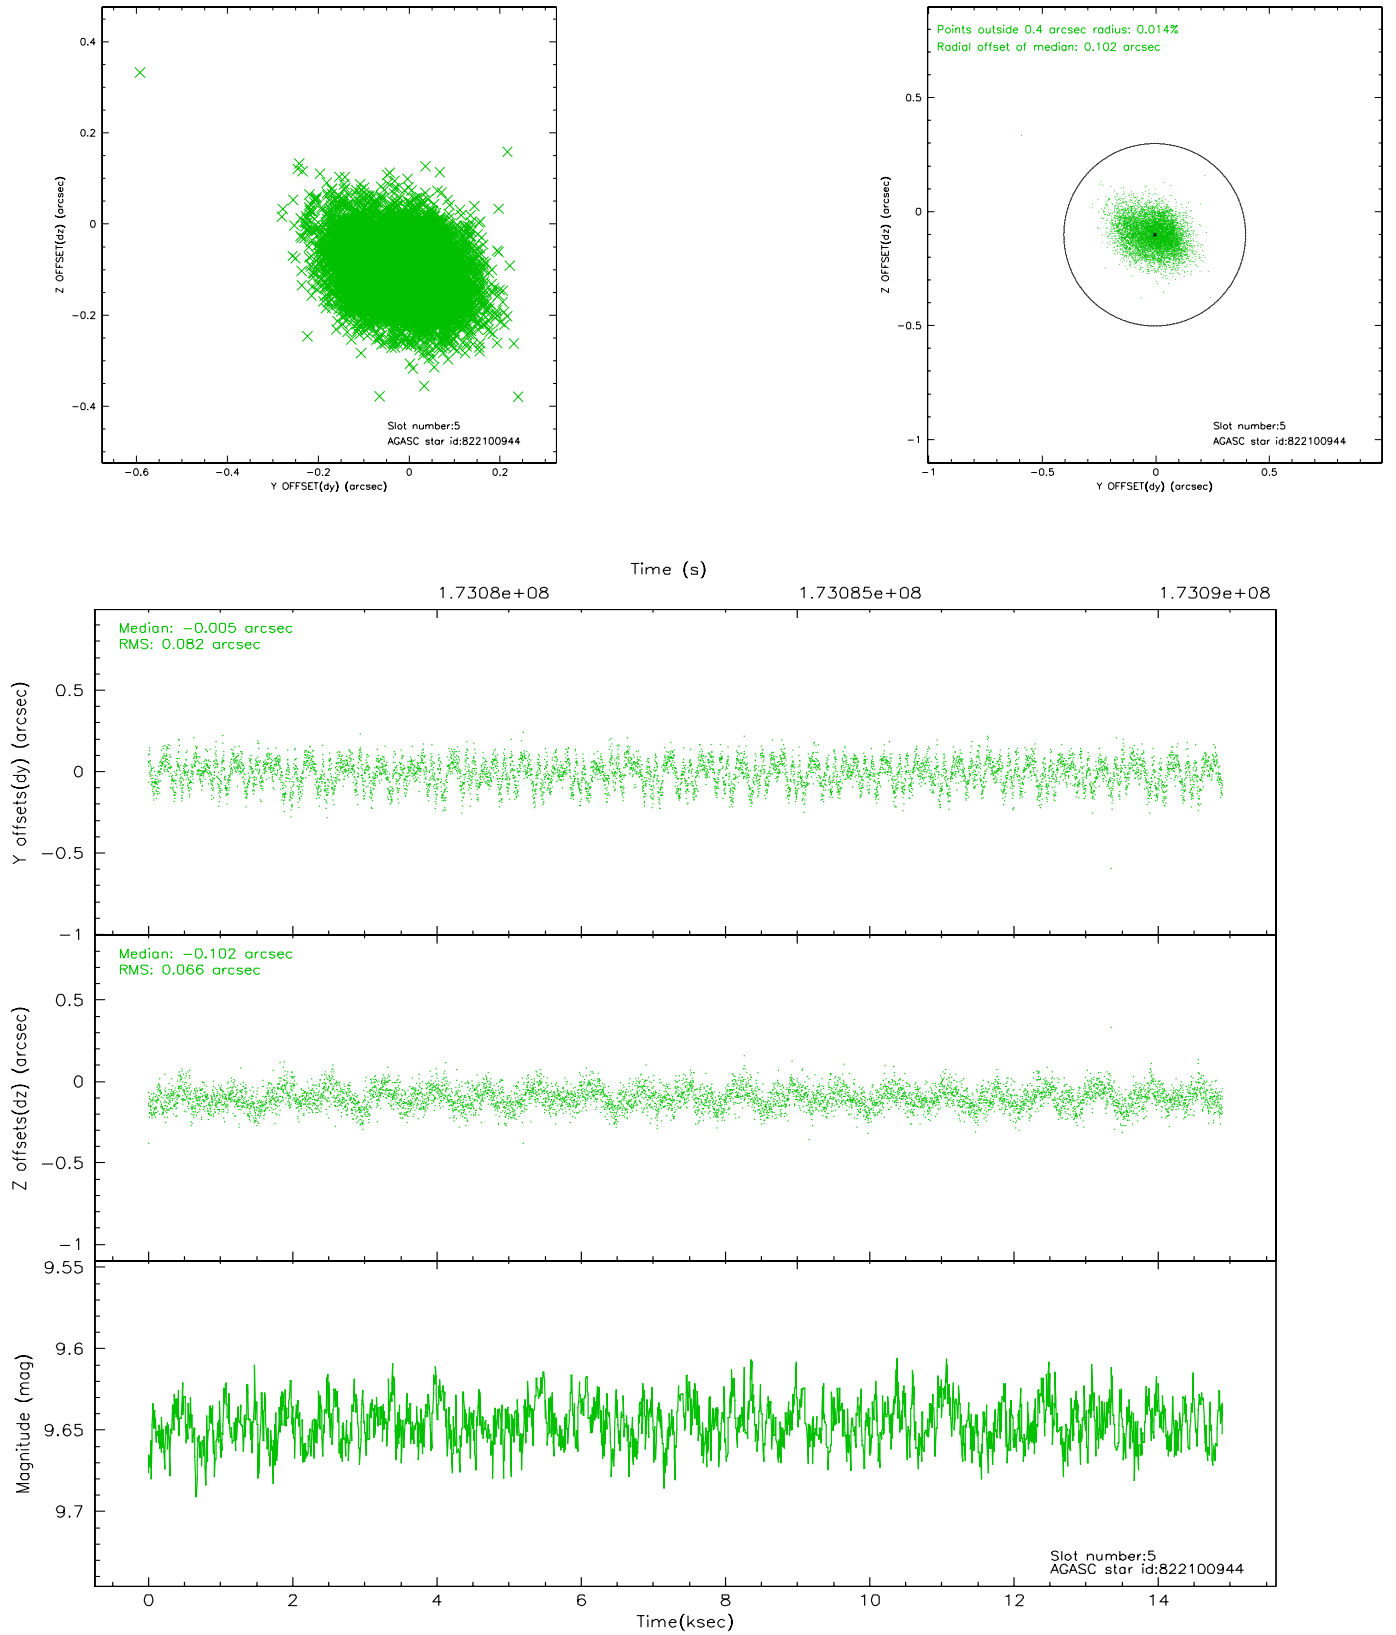 0.4
0.2
0
−0.2
−0.4
Z OFFSET(dz) (arcsec)
Slot number:5
AGASC star id:822100944
−0.6
−0.4
−0.2
0
0.2
Y OFFSET(dy) (arcsec)
Points outside 0.4 arcsec radius: 0.014%
Radial offset of median: 0.102 arcsec
0.5
0
−0.5
−1
Z OFFSET(dz) (arcsec)
Slot number:5
AGASC star id:822100944
−1
−0.5
0
0.5
Y OFFSET(dy) (arcsec)
Time (s)
1.7308e+08
1.73085e+08
1.7309e+08
Median: −0.005 arcsec
RMS: 0.082 arcsec
0.5
0
−0.5
−1
Y offsets(dy) (arcsec)
Median: −0.102 arcsec
RMS: 0.066 arcsec
0.5
0
−0.5
−1
Z offsets(dz) (arcsec)
9.55
9.6
9.65
9.7
Magnitude (mag)
Slot number:5
AGASC star id:822100944
0
2
4
6
8
10
12
14
Time(ksec)